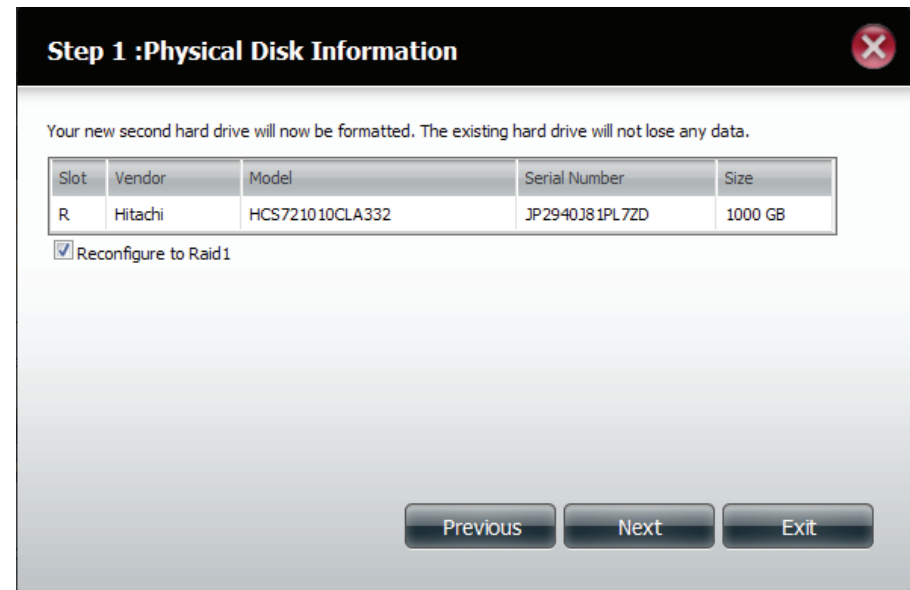 Step 1 :Physical Disk Information
Your new second hard drive will now be formatted. The existing hard drive will not lose any data.
Slot Vendor Model Serial Number Size
R Hitachi HCS721010CLA332 JP2940J81PL7ZD 1000 GB
Reconfigure to Raid1
Previous Next Exit